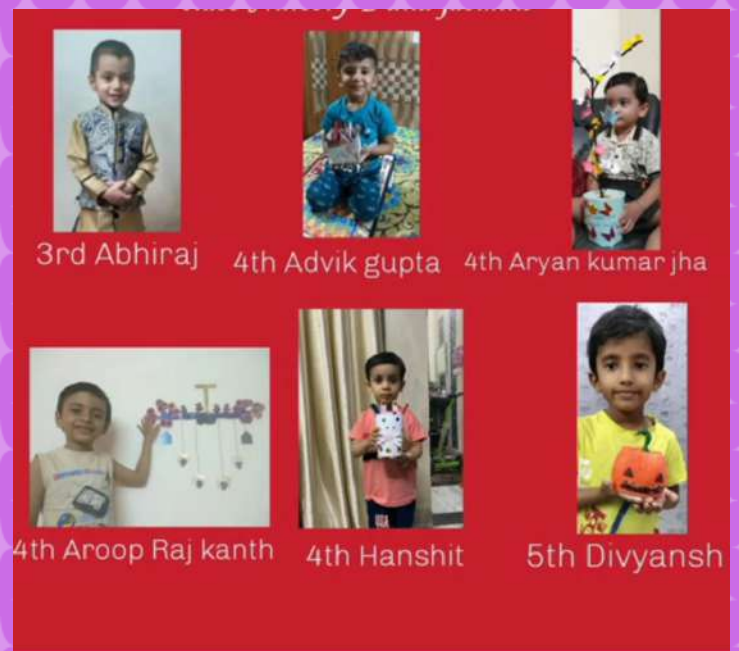 3rd Abhiraj
4th Advik gupta
4th Aryan kumar jha
4th Aroop Raj kanth
4th Hanshit
5th Divyansh